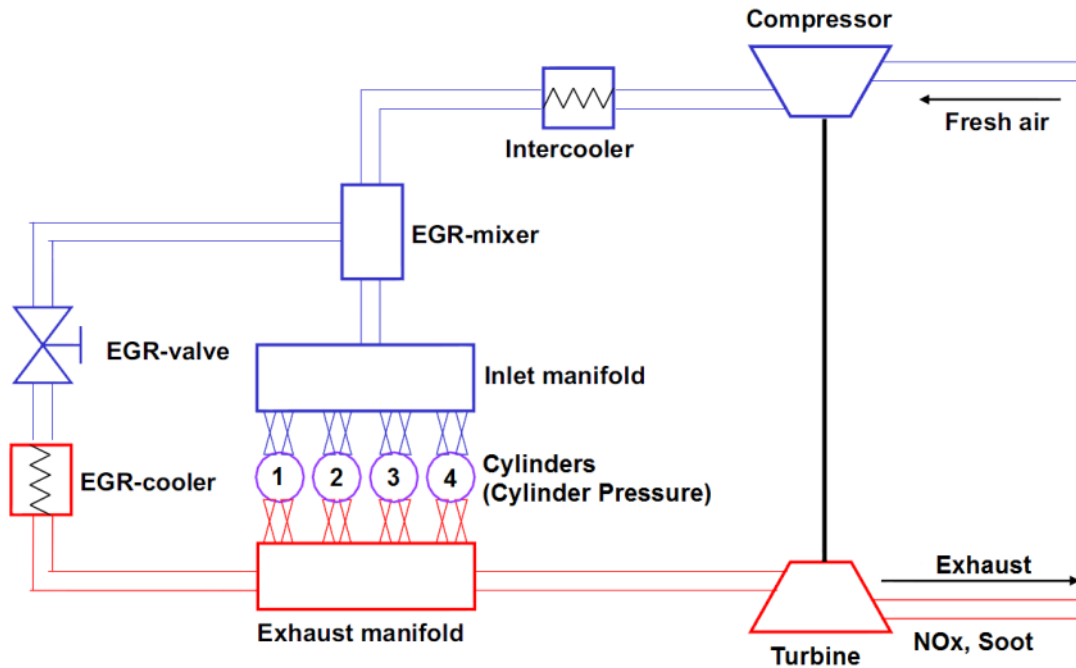 Compressor
Fresh air
Intercooler
EGR-mixer
EGR-valve
Inlet manifold
EGR-cooler
1 2 3 4
Cylinders
(Cylinder Pressure)
Exhaust manifold
Exhaust
NOx, Soot
Turbine